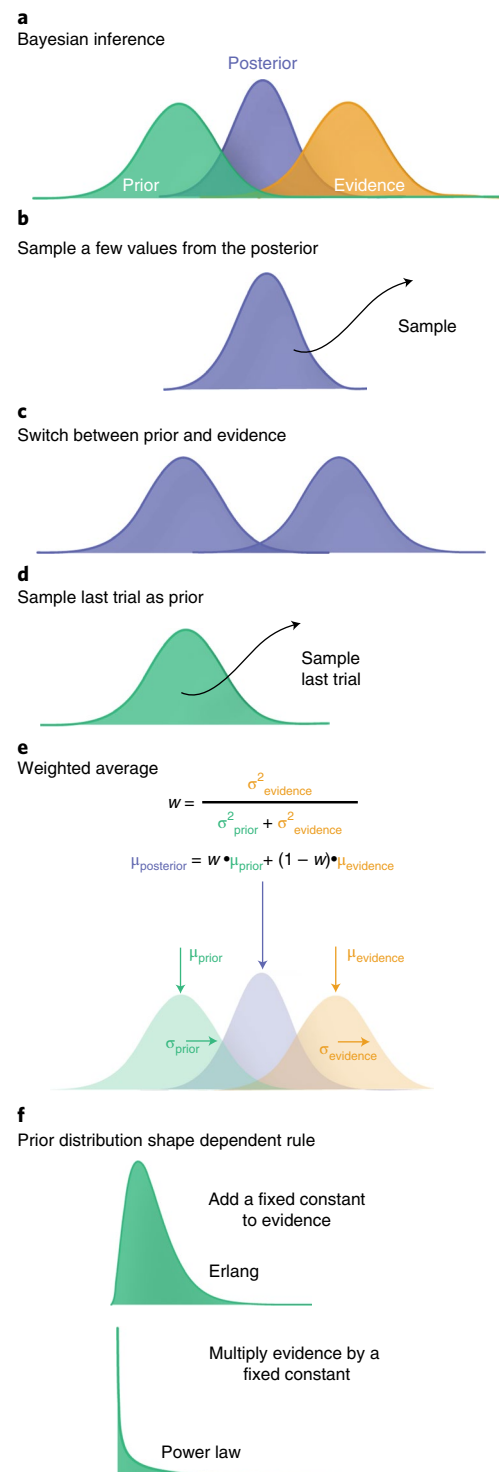 a
Bayesian inference
Posterior
Prior
Evidence
b
Sample a few values from the posterior
Sample
c
Switch between prior and evidence
d
Sample last trial as prior
Sample
last trial
e
Weighted average
w = σ²evidence / σ²prior + σ²evidence
μposterior = w •μprior+ (1 − w)•μevidence
μprior
μevidence
σprior
σevidence
f
Prior distribution shape dependent rule
Add a fixed constant
to evidence
Erlang
Multiply evidence by a
fixed constant
Power law